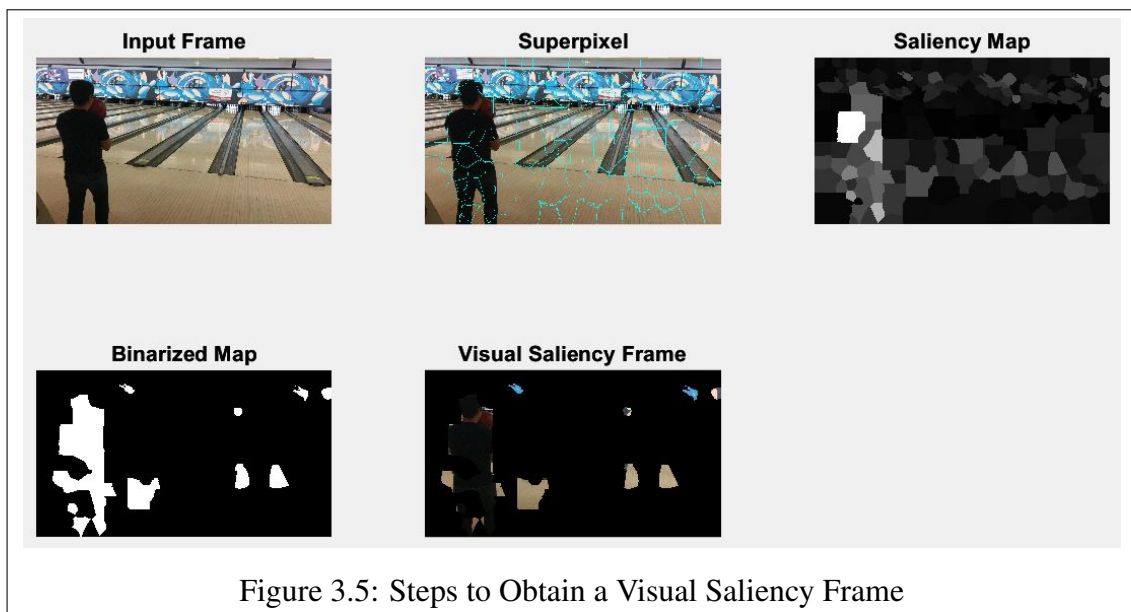 Input Frame
Superpixel
Saliency Map
Binarized Map
Visual Saliency Frame
Figure 3.5: Steps to Obtain a Visual Saliency Frame